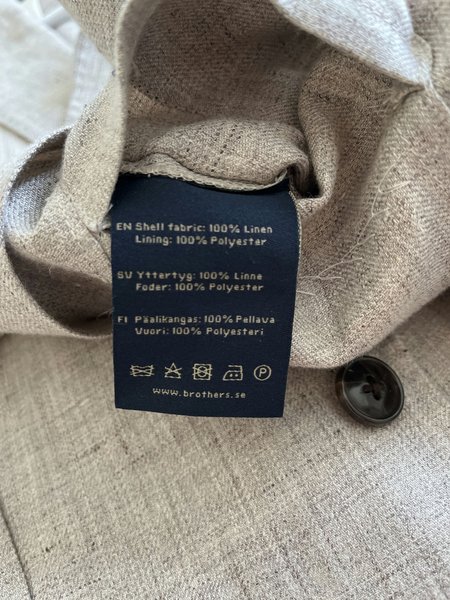 EN Shell fabric: 100% Linen
Lining: 100% Polyester
SV Yttertyg: 100% Linne
Foder: 100% Polyester
FI Päälikangas: 100% Pellava
Vuori: 100% Polyesteri
P
www.brothers.se